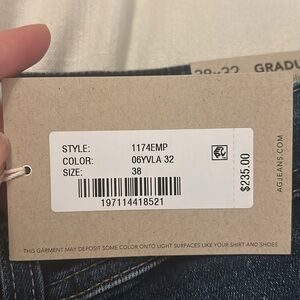 38x32 GRADU
STYLE: 1174EMP
COLOR: 06YVLA 32
SIZE: 38
197114418521
$235.00
AGJEANS.COM
THIS GARMENT MAY DEPOSIT SOME COLOR ONTO LIGHT SURFACES LIKE YOUR SHIRT AND SHOES.